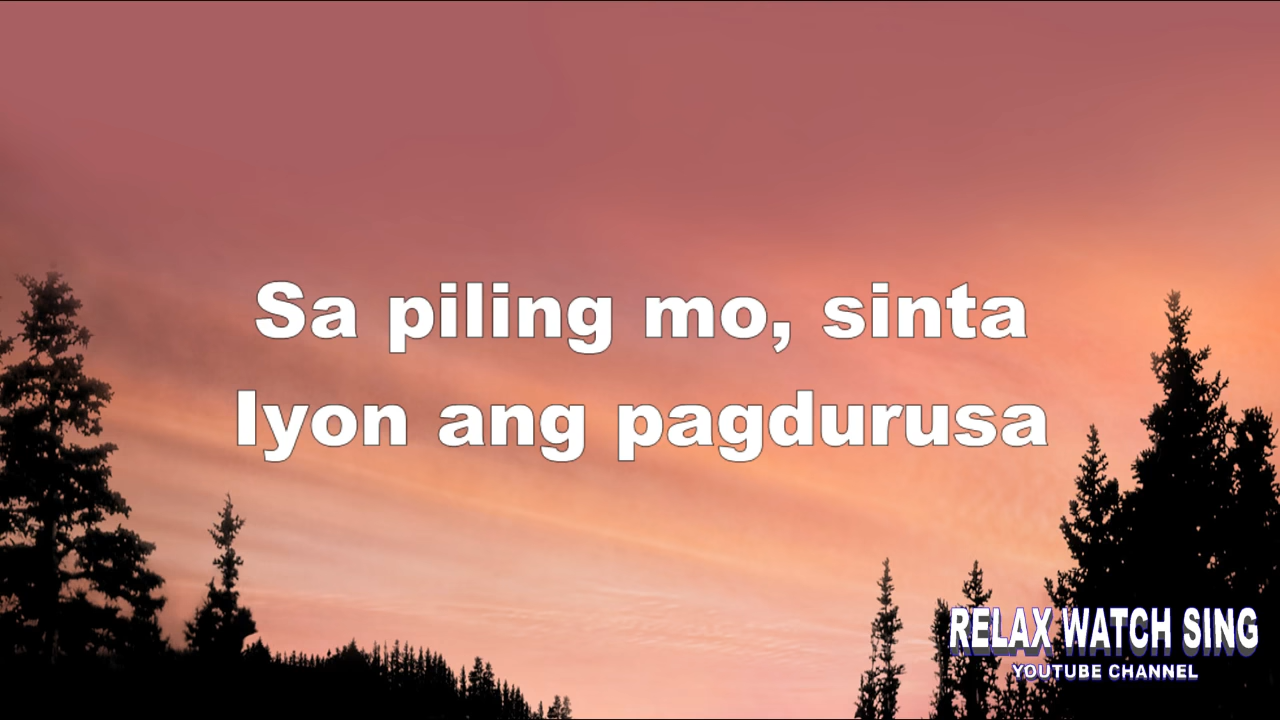 Sa piling mo, sinta
Iyon ang pagdurusa
RELAX WATCH SING
YOUTUBE CHANNEL